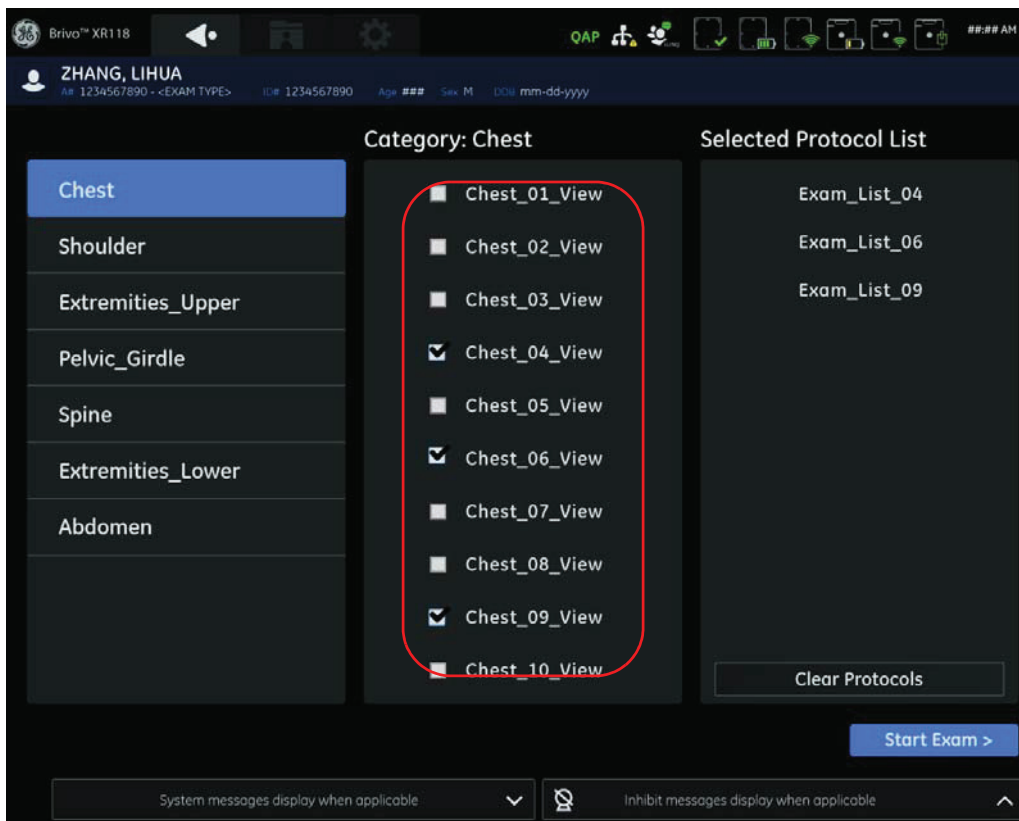 Brivo™ XR118
QAP
##:## AM
ZHANG, LIHUA
A# 1234567890 - <EXAM TYPE> ID# 1234567890 Age ### Sex M DOB mm-dd-yyyy
Category: Chest
Selected Protocol List
Chest
Shoulder
Extremities_Upper
Pelvic_Girdle
Spine
Extremities_Lower
Abdomen
Chest_01_View
Chest_02_View
Chest_03_View
Chest_04_View
Chest_05_View
Chest_06_View
Chest_07_View
Chest_08_View
Chest_09_View
Chest_10_View
Exam_List_04
Exam_List_06
Exam_List_09
Clear Protocols
Start Exam >
System messages display when applicable
Inhibit messages display when applicable